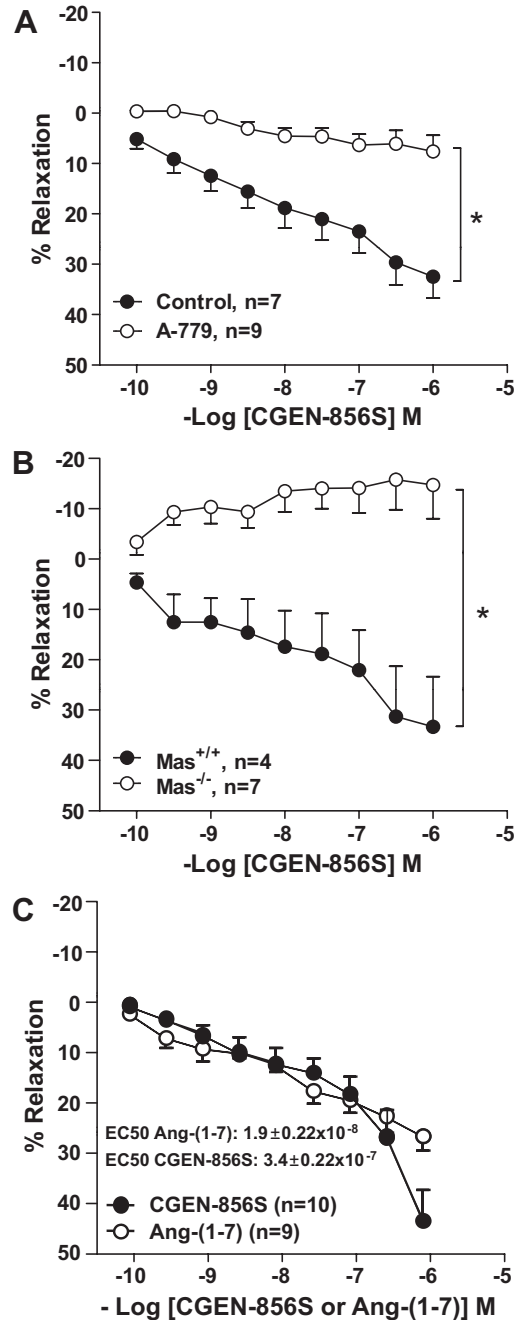 A
-20
-10
0
10
20
30
40
50
% Relaxation
*
Control, n=7
A-779, n=9
-10 -9 -8 -7 -6 -5
-Log [CGEN-856S] M
B
-20
-10
0
10
20
30
40
50
% Relaxation
*
Mas+/+, n=4
Mas-/-, n=7
-10 -9 -8 -7 -6 -5
-Log [CGEN-856S] M
C
-20
-10
0
10
20
30
40
50
% Relaxation
EC50 Ang-(1-7): 1.9±0.22x10-8
EC50 CGEN-856S: 3.4±0.22x10-7
CGEN-856S (n=10)
Ang-(1-7) (n=9)
-10 -9 -8 -7 -6 -5
- Log [CGEN-856S or Ang-(1-7)] M